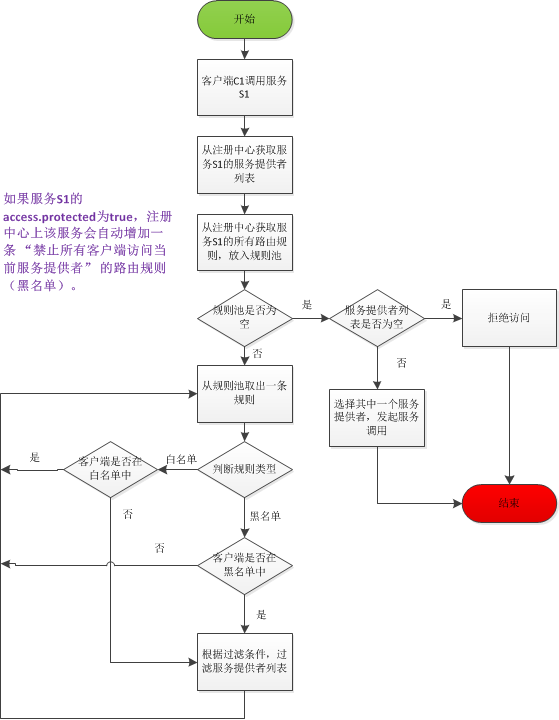 开始
客户端C1调用服务
S1
从注册中心获取服
务S1的服务提供者
列表
如果服务S1的
access.protected为true，注册
中心上该服务会自动增加一
条 “禁止所有客户端访问当
前服务提供者” 的路由规则
（黑名单）。
从注册中心获取服
务S1的所有路由规
则，放入规则池
规则池是否为
空
是
服务提供者列
表是否为空
是
拒绝访问
否
否
从规则池取出一条
规则
选择其中一个服务
提供者，发起服务
调用
是
客户端是否在
白名单中
白名单
判断规则类型
结束
否
黑名单
否
客户端是否在
黑名单中
是
根据过滤条件，过
滤服务提供者列表